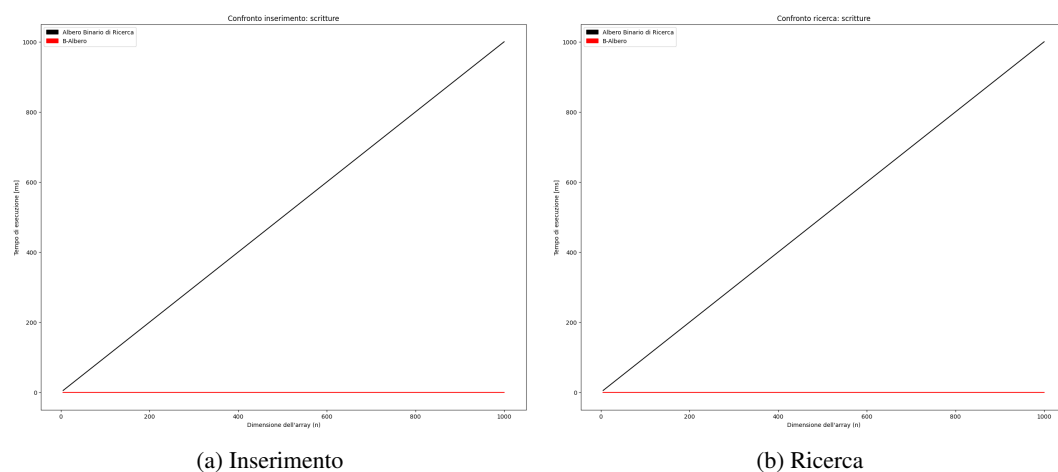 Confronto inserimento: scritture
Albero Binario di Ricerca
B-Albero
1000
800
600
400
200
0
Tempo di esecuzione [ms]
0
200
400
600
800
1000
Dimensione dell'array (n)
(a) Inserimento
Confronto ricerca: scritture
Albero Binario di Ricerca
B-Albero
1000
800
600
400
200
0
Tempo di esecuzione [ms]
0
200
400
600
800
1000
Dimensione dell'array (n)
(b) Ricerca